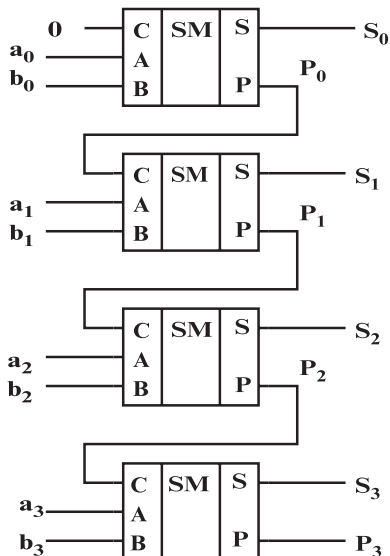 0 C SM S S₀
a₀ A
b₀ B P P₀
C SM S S₁
a₁ A
b₁ B P P₁
C SM S S₂
a₂ A
b₂ B P P₂
C SM S S₃
a₃ A
b₃ B P P₃